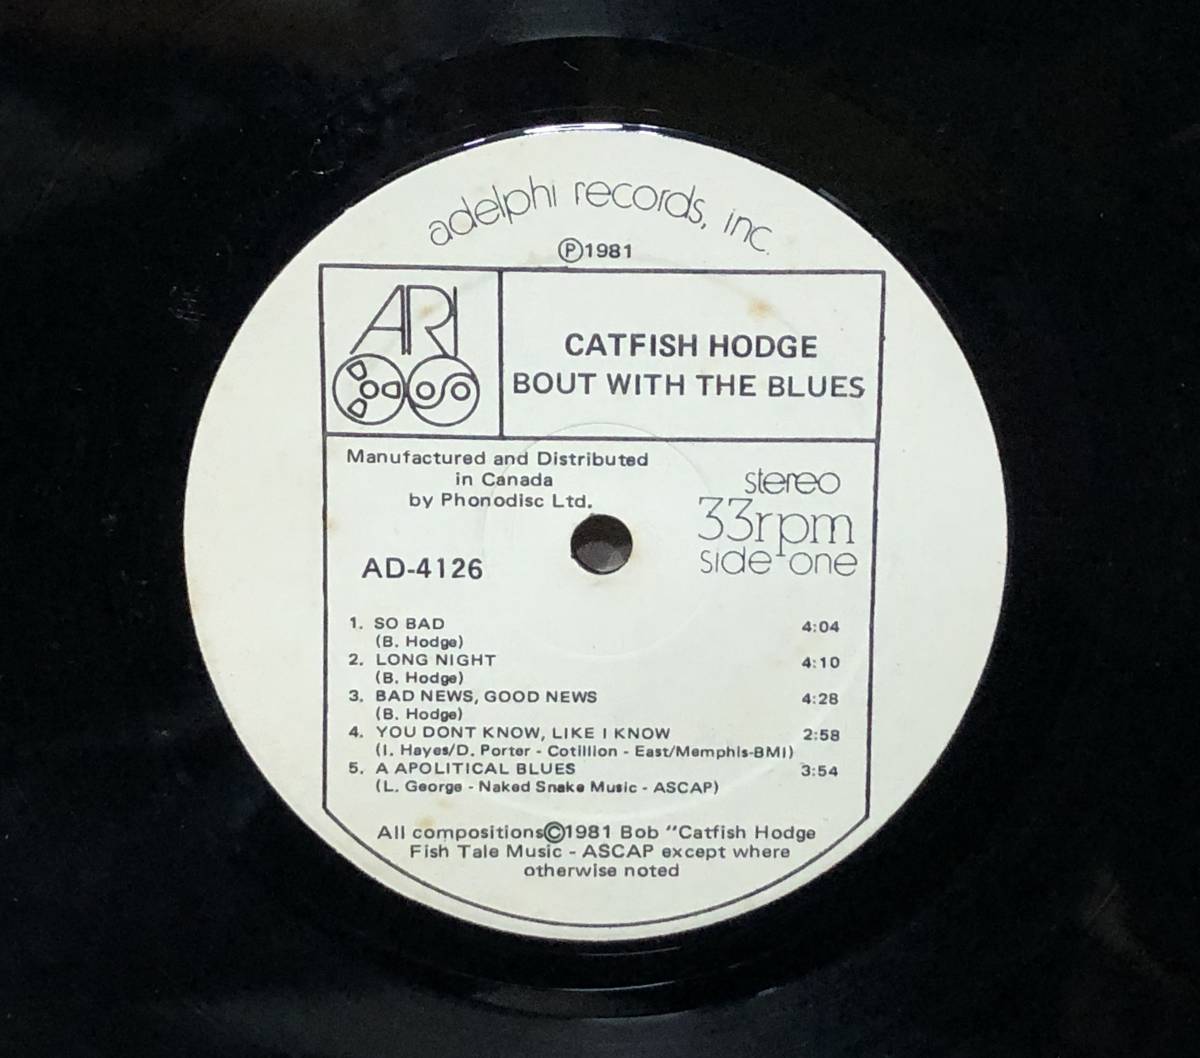 adelphi records, inc.
Ⓟ1981
ARI
CATFISH HODGE
BOUT WITH THE BLUES
Manufactured and Distributed
in Canada
by Phonodisc Ltd.
stereo
33rpm
side one
AD-4126
1. SO BAD 4:04
(B. Hodge)
2. LONG NIGHT 4:10
(B. Hodge)
3. BAD NEWS, GOOD NEWS 4:28
(B. Hodge)
4. YOU DONT KNOW, LIKE I KNOW 2:58
(I. Hayes/D. Porter - Cotillion - East/Memphis-BMI)
5. A APOLITICAL BLUES 3:54
(L. George - Naked Snake Music - ASCAP)
All compositions©1981 Bob "Catfish Hodge
Fish Tale Music - ASCAP except where
otherwise noted